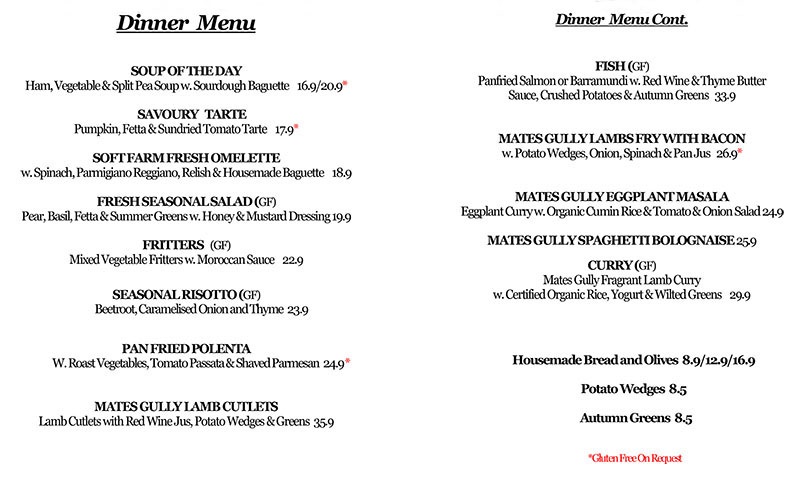 Dinner Menu
SOUP OF THE DAY
Ham, Vegetable & Split Pea Soup w. Sourdough Baguette 16.9/20.9*
SAVOURY TARTE
Pumpkin, Fetta & Sundried Tomato Tarte 17.9*
SOFT FARM FRESH OMELETTE
w. Spinach, Parmigiano Reggiano, Relish & Housemade Baguette 18.9
FRESH SEASONAL SALAD (GF)
Pear, Basil, Fetta & Summer Greens w. Honey & Mustard Dressing 19.9
FRITTERS (GF)
Mixed Vegetable Fritters w. Moroccan Sauce 22.9
SEASONAL RISOTTO (GF)
Beetroot, Caramelised Onion and Thyme 23.9
PAN FRIED POLENTA
W. Roast Vegetables, Tomato Passata & Shaved Parmesan 24.9*
MATES GULLY LAMB CUTLETS
Lamb Cutlets with Red Wine Jus, Potato Wedges & Greens 35.9
Dinner Menu Cont.
FISH (GF)
Panfried Salmon or Barramundi w. Red Wine & Thyme Butter
Sauce, Crushed Potatoes & Autumn Greens 33.9
MATES GULLY LAMBS FRY WITH BACON
w. Potato Wedges, Onion, Spinach & Pan Jus 26.9*
MATES GULLY EGGPLANT MASALA
Eggplant Curry w. Organic Cumin Rice & Tomato & Onion Salad 24.9
MATES GULLY SPAGHETTI BOLOGNAISE 25.9
CURRY (GF)
Mates Gully Fragrant Lamb Curry
w. Certified Organic Rice, Yogurt & Wilted Greens 29.9
Housemade Bread and Olives 8.9/12.9/16.9
Potato Wedges 8.5
Autumn Greens 8.5
*Gluten Free On Request